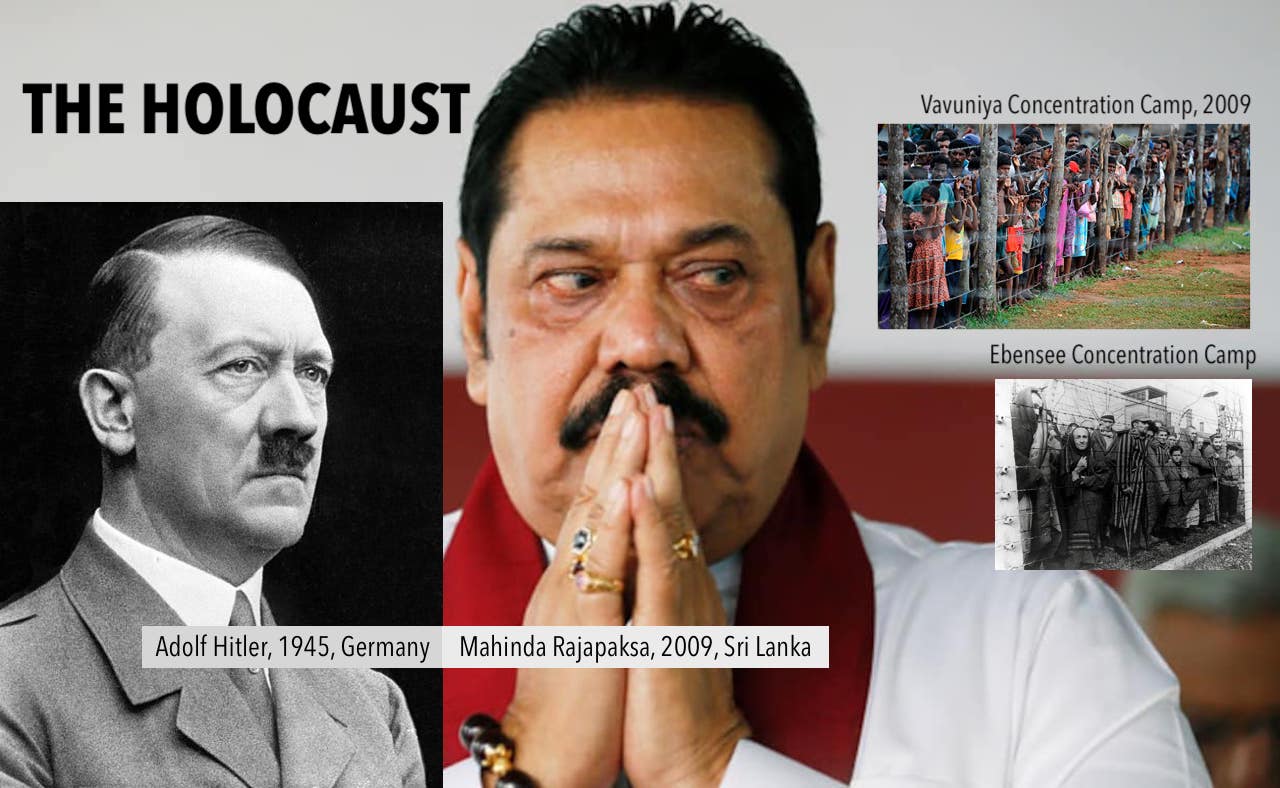 THE HOLOCAUST
Vavuniya Concentration Camp, 2009
Ebensee Concentration Camp
Adolf Hitler, 1945, Germany
Mahinda Rajapaksa, 2009, Sri Lanka